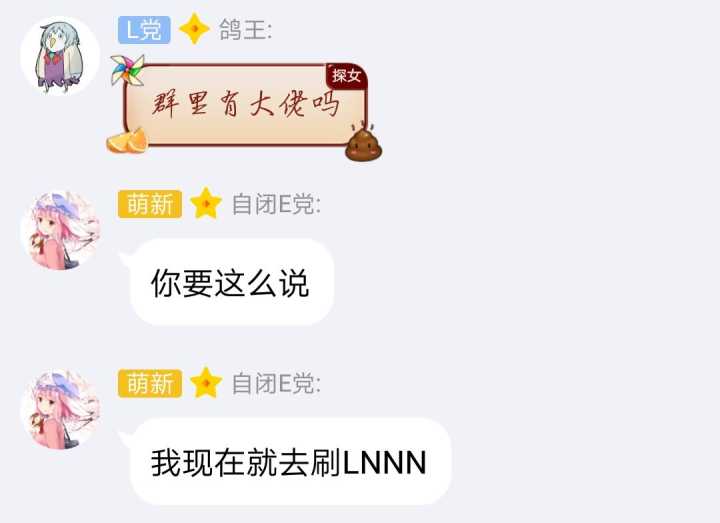 L党 鸽王:
探女
群里有大佬吗
萌新 自闭E党:
你要这么说
萌新 自闭E党:
我现在就去刷LNNN